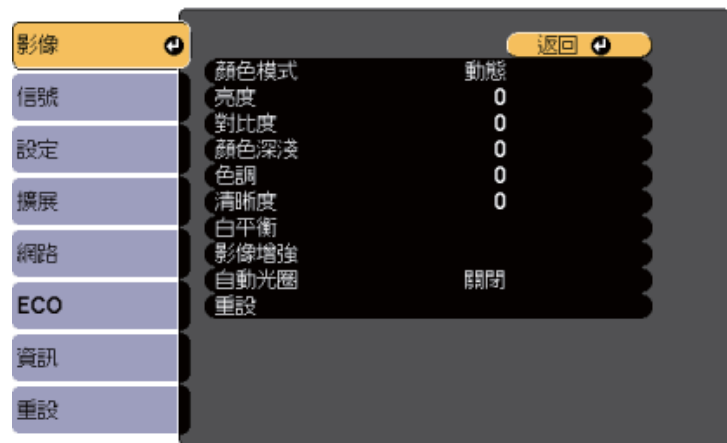 影像
信號
設定
擴展
網路
ECO
資訊
重設
返回
顏色模式 動態
亮度 0
對比度 0
顏色深淺 0
色調 0
清晰度 0
白平衡
影像增強
自動光圈 關閉
重設